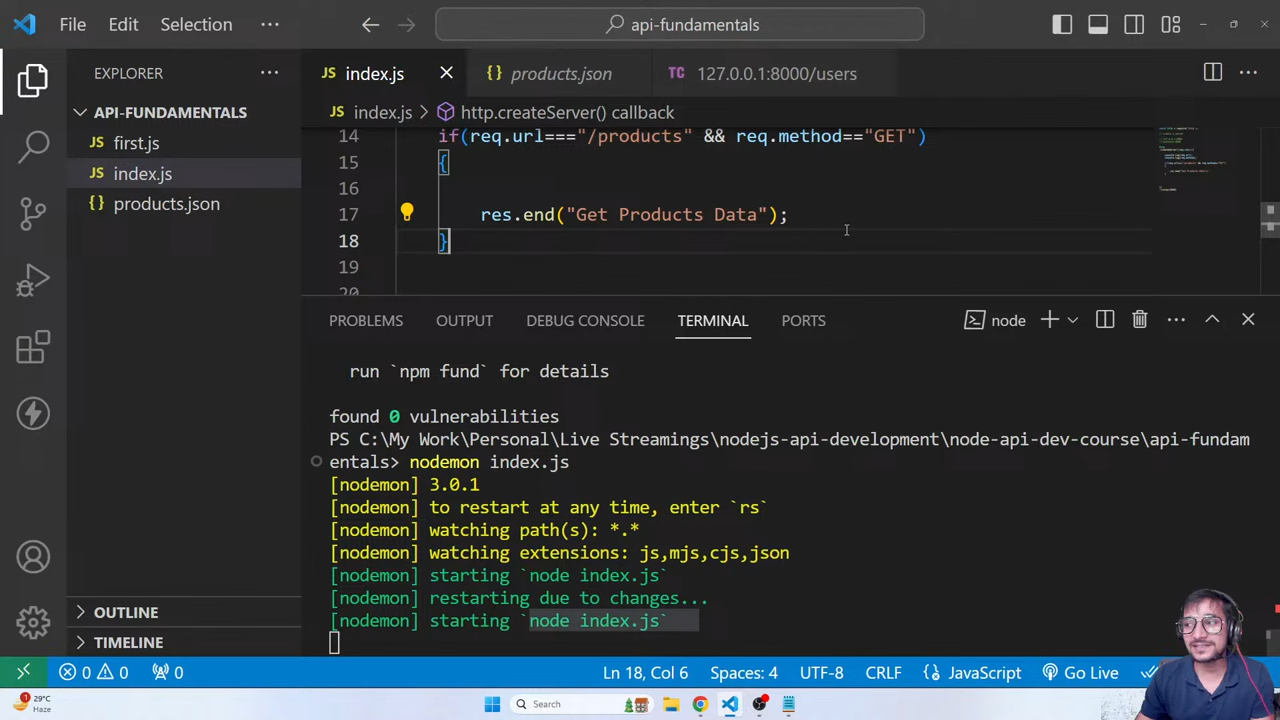 File Edit Selection ···
api-fundamentals
EXPLORER ···
API-FUNDAMENTALS
first.js
index.js
products.json
OUTLINE
TIMELINE
JS index.js
{} products.json
TC 127.0.0.1:8000/users
JS index.js > http.createServer() callback
14 if(req.url==="/products" && req.method=="GET")
15 {
16
17 res.end("Get Products Data");
18 }
19
20
PROBLEMS OUTPUT DEBUG CONSOLE TERMINAL PORTS
node
run `npm fund` for details
found 0 vulnerabilities
PS C:\My Work\Personal\Live Streamings\nodejs-api-development\node-api-dev-course\api-fundam
entals> nodemon index.js
[nodemon] 3.0.1
[nodemon] to restart at any time, enter `rs`
[nodemon] watching path(s): *.*
[nodemon] watching extensions: js,mjs,cjs,json
[nodemon] starting `node index.js`
[nodemon] restarting due to changes...
[nodemon] starting `node index.js`
0 0 0 Ln 18, Col 6 Spaces: 4 UTF-8 CRLF {} JavaScript Go Live
1 29°C
Haze
Search